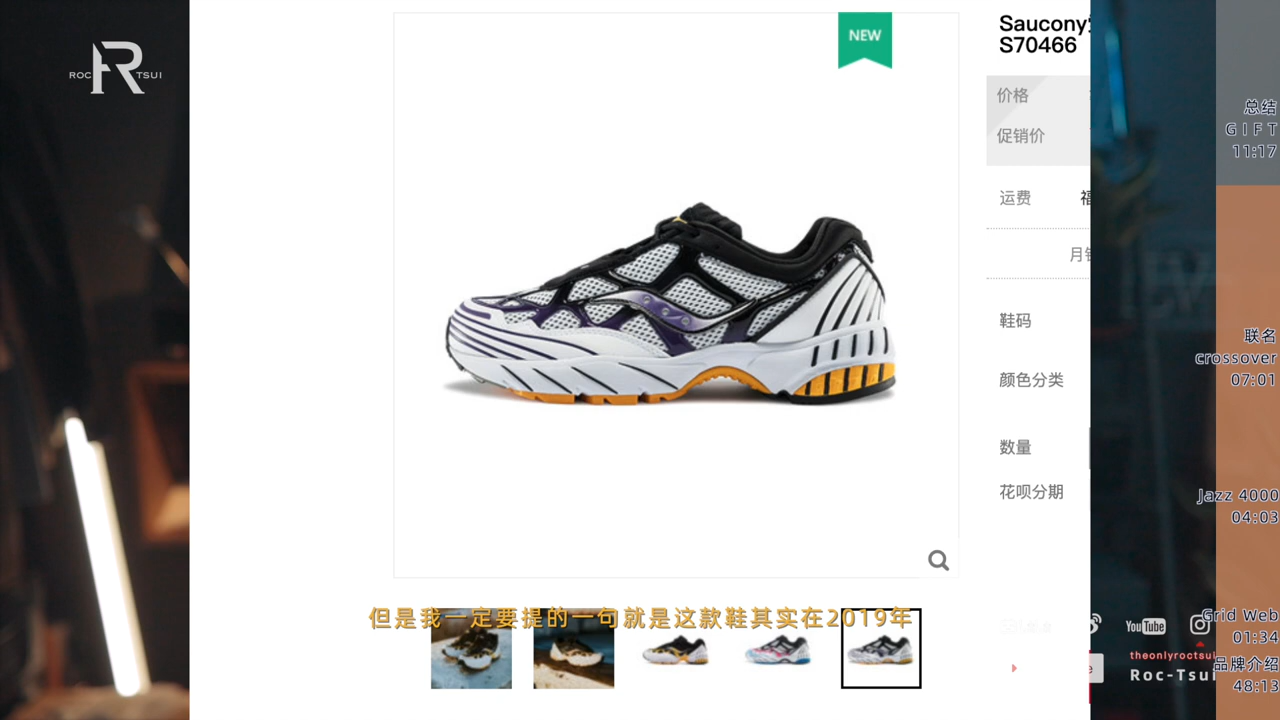 ROC R TSUI
NEW
Saucony
S70466
价格
促销价
运费
福
月
鞋码
颜色分类
数量
花呗分期
但是我一定要提的一句就是这款鞋其实在2019年
总结
GIFT
11:17
联名
crossover
07:01
Jazz 4000
04:03
Grid Web
01:34
品牌介绍
48:13
YouTube
theonlyroctsui
Roc-Tsui